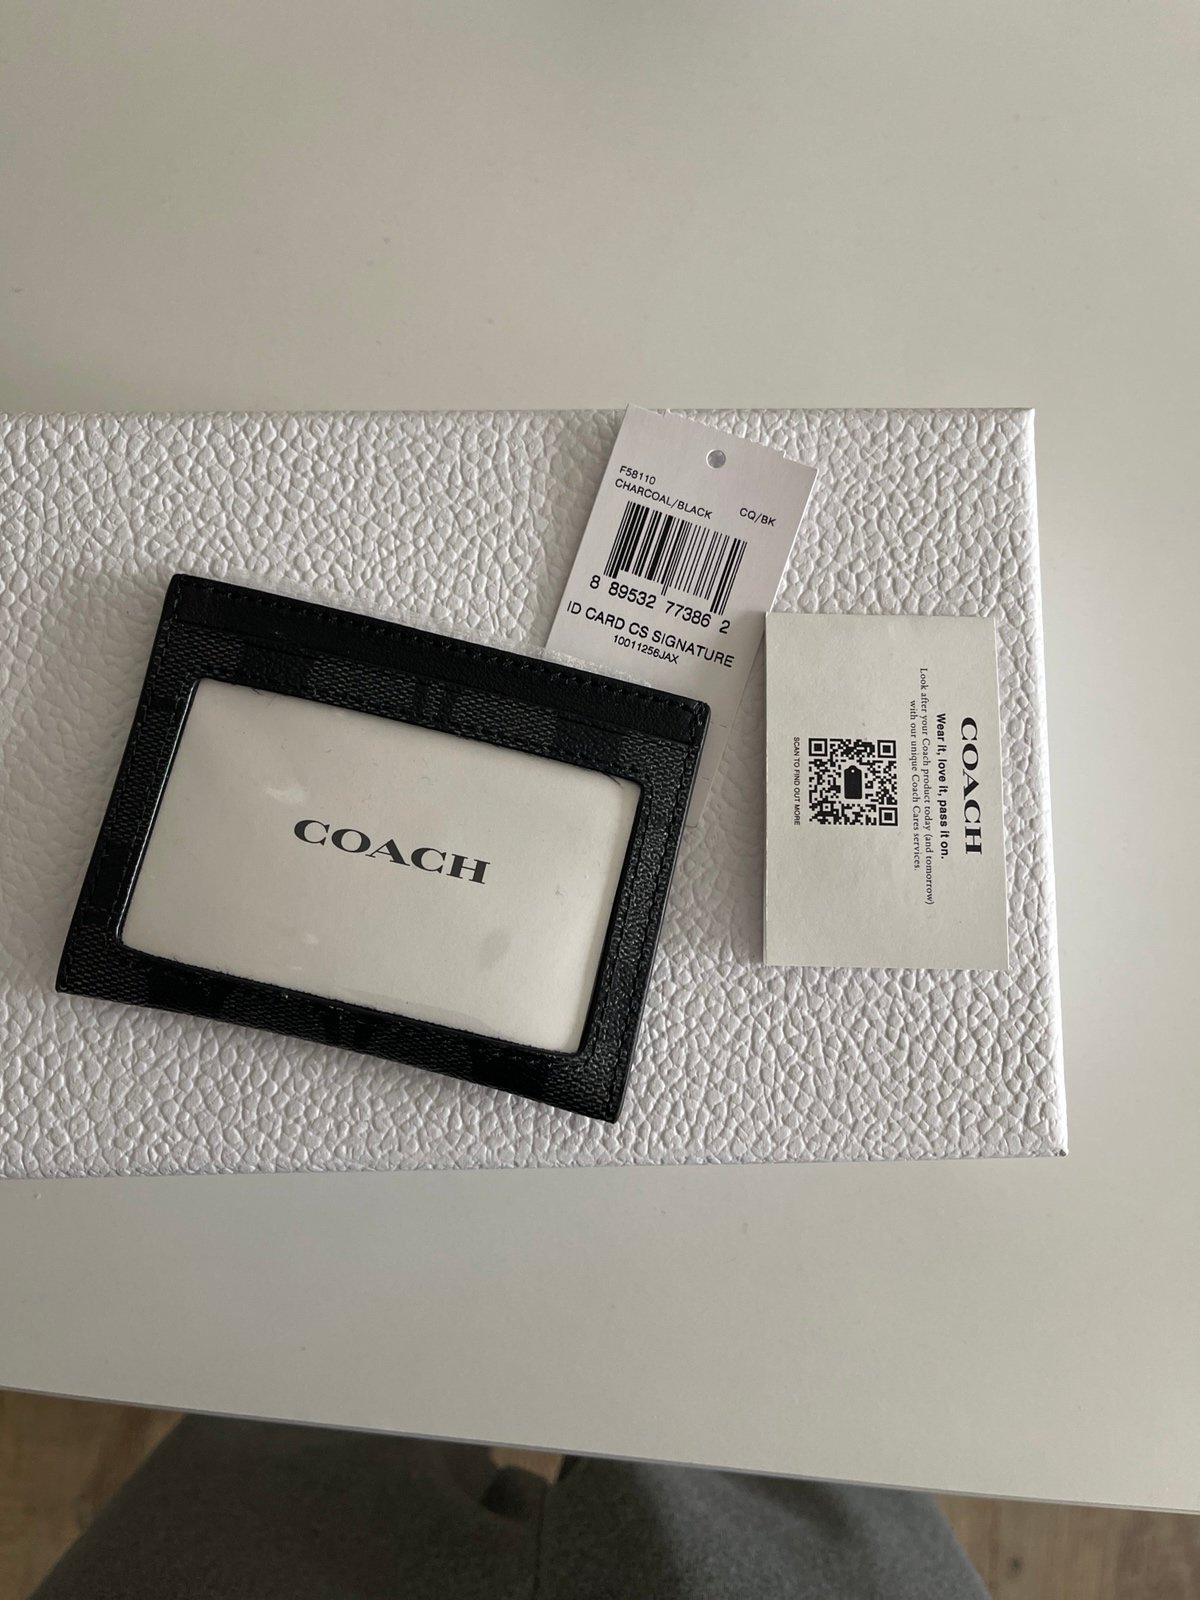 F58110
CHARCOAL/BLACK CQ/BK
8 89532 77386 2
ID CARD CS SIGNATURE
10011256JAX
COACH
COACH
Wear it, love it, pass it on.
Look after your Coach product today (and tomorrow)
with our unique Coach Cares services.
SCAN TO FIND OUT MORE